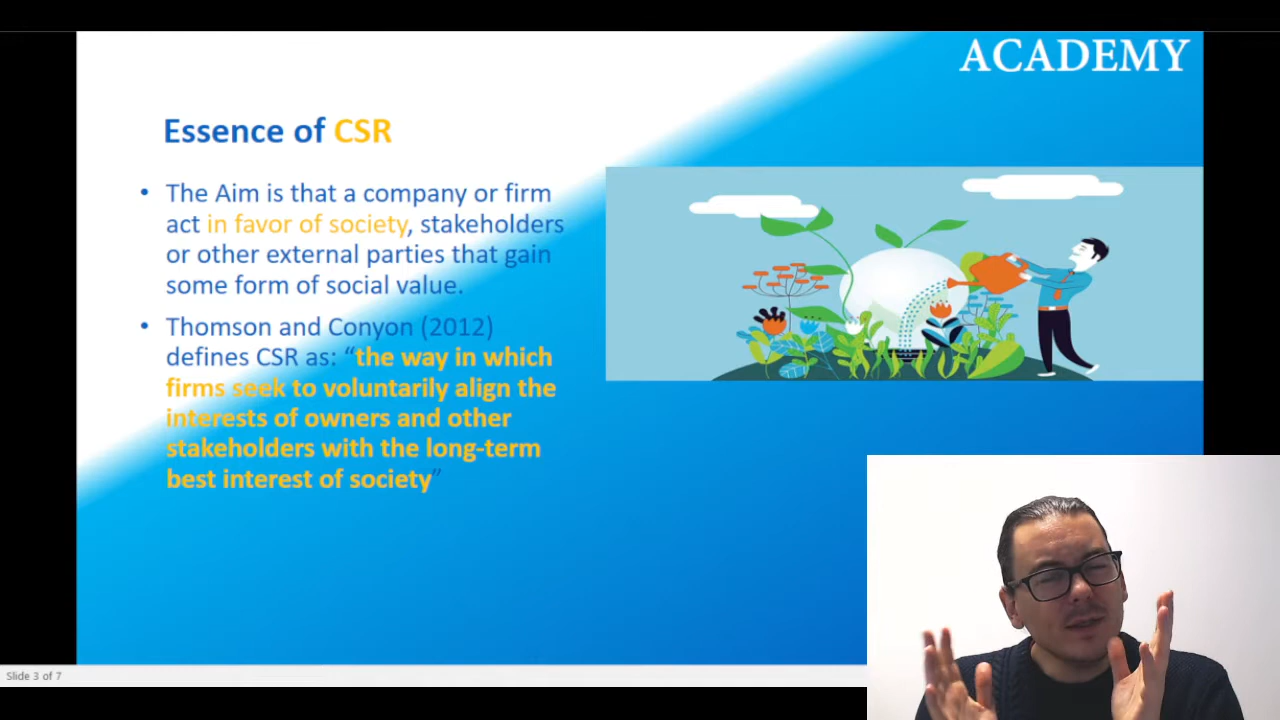 ACADEMY
Essence of CSR
• The Aim is that a company or firm
act in favor of society, stakeholders
or other external parties that gain
some form of social value.
• Thomson and Conyon (2012)
defines CSR as: “the way in which
firms seek to voluntarily align the
interests of owners and other
stakeholders with the long-term
best interest of society”
Slide 3 of 7